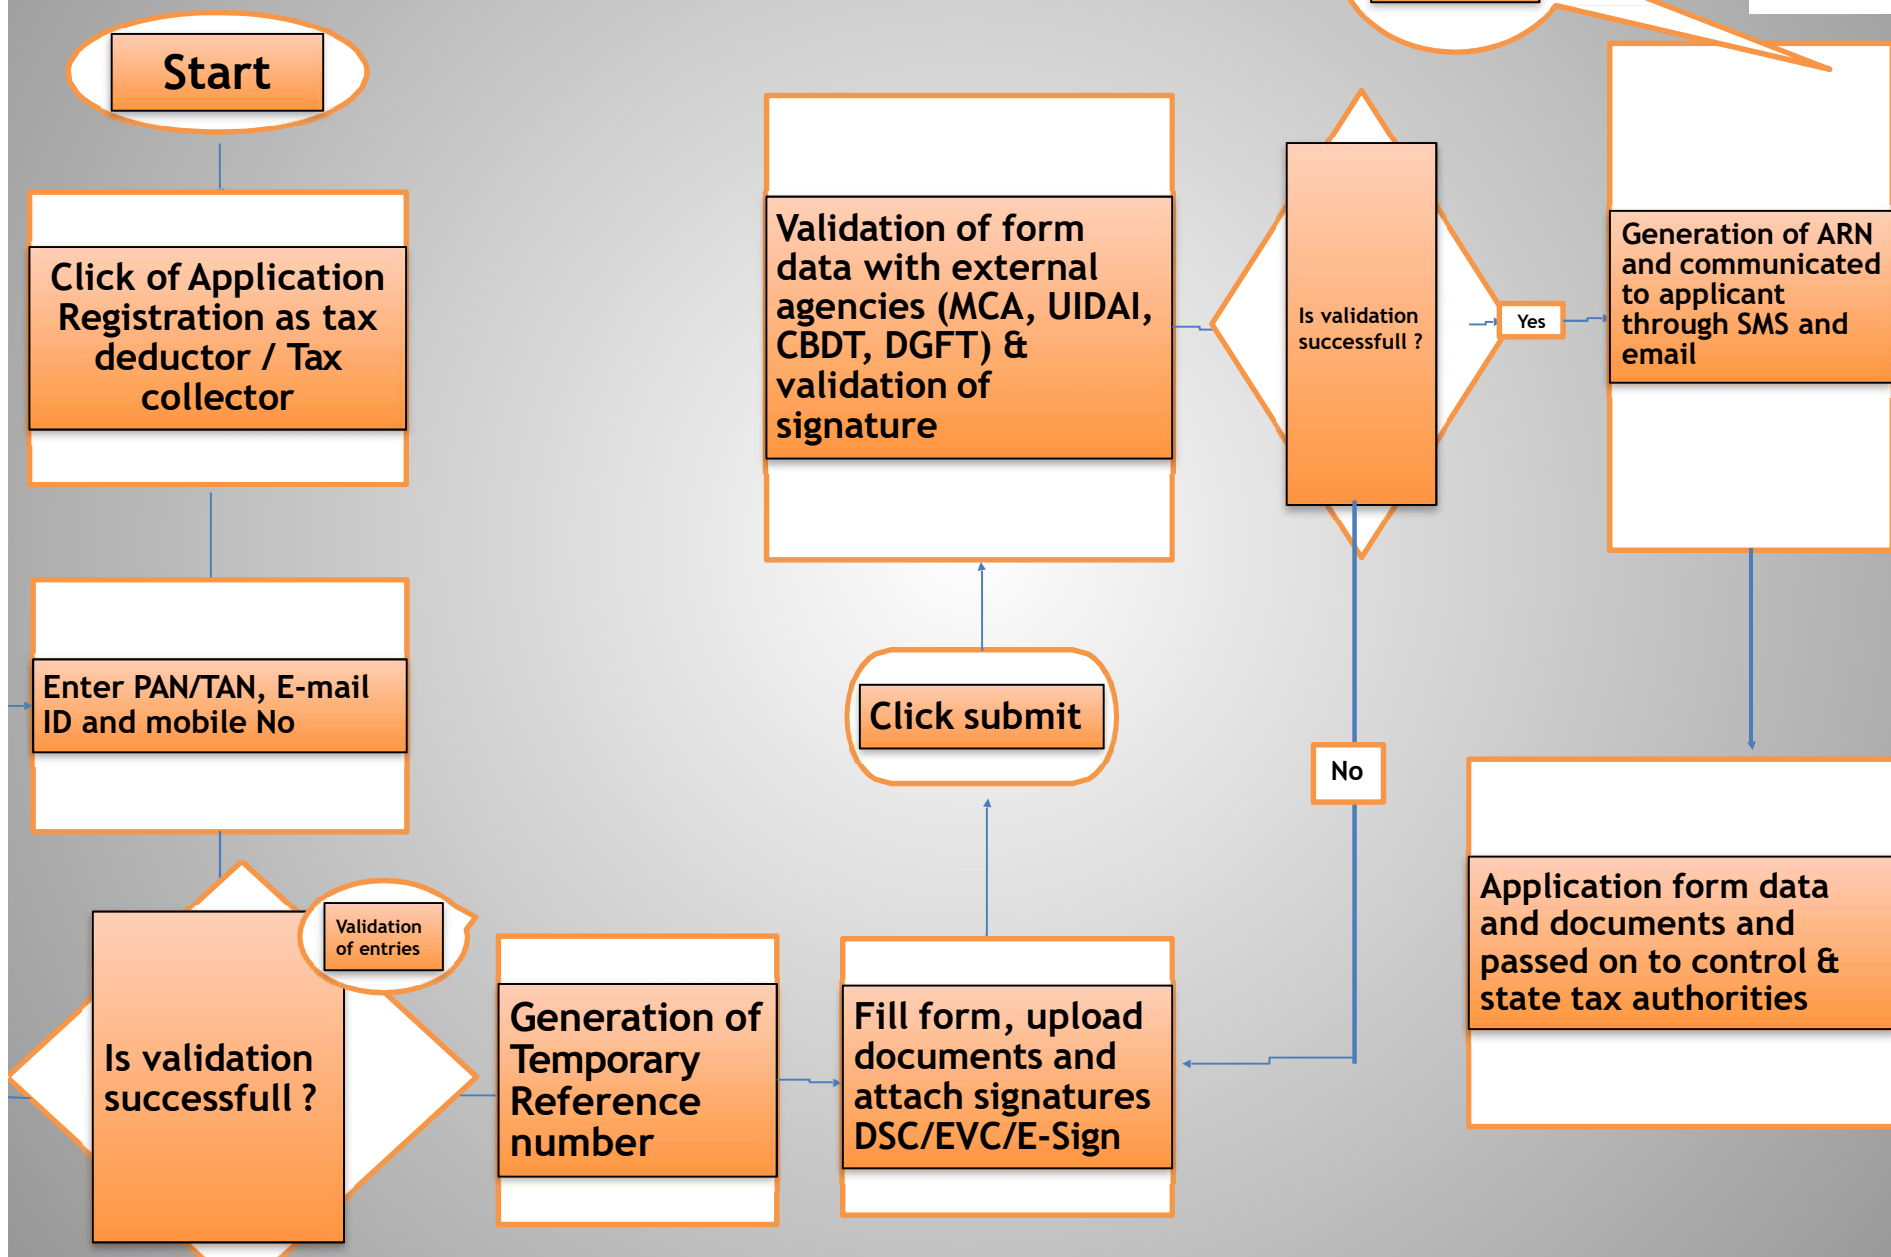 Start
Click of Application
Registration as tax
deductor / Tax
collector
Enter PAN/TAN, E-mail
ID and mobile No
Is validation
successfull ?
Validation
of entries
Generation of
Temporary
Reference
number
Fill form, upload
documents and
attach signatures
DSC/EVC/E-Sign
Click submit
Validation of form
data with external
agencies (MCA, UIDAI,
CBDT, DGFT) &
validation of
signature
Is validation
successfull ?
Yes
No
Generation of ARN
and communicated
to applicant
through SMS and
email
Application form data
and documents and
passed on to control &
state tax authorities